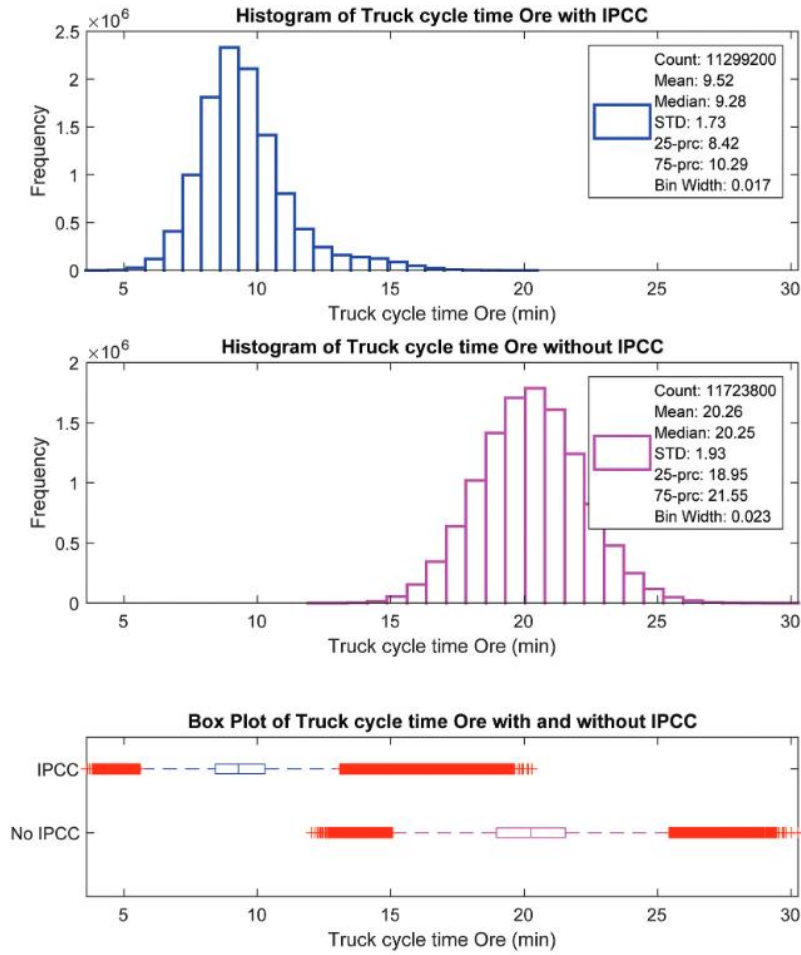 Histogram of Truck cycle time Ore with IPCC
×10⁶
2.5
2
1.5
1
0.5
0
Frequency
5 10 15 20 25 30
Truck cycle time Ore (min)
Count: 11299200
Mean: 9.52
Median: 9.28
STD: 1.73
25-prc: 8.42
75-prc: 10.29
Bin Width: 0.017
Histogram of Truck cycle time Ore without IPCC
×10⁶
2
1.5
1
0.5
0
Frequency
5 10 15 20 25 30
Truck cycle time Ore (min)
Count: 11723800
Mean: 20.26
Median: 20.25
STD: 1.93
25-prc: 18.95
75-prc: 21.55
Bin Width: 0.023
Box Plot of Truck cycle time Ore with and without IPCC
IPCC
No IPCC
5 10 15 20 25 30
Truck cycle time Ore (min)